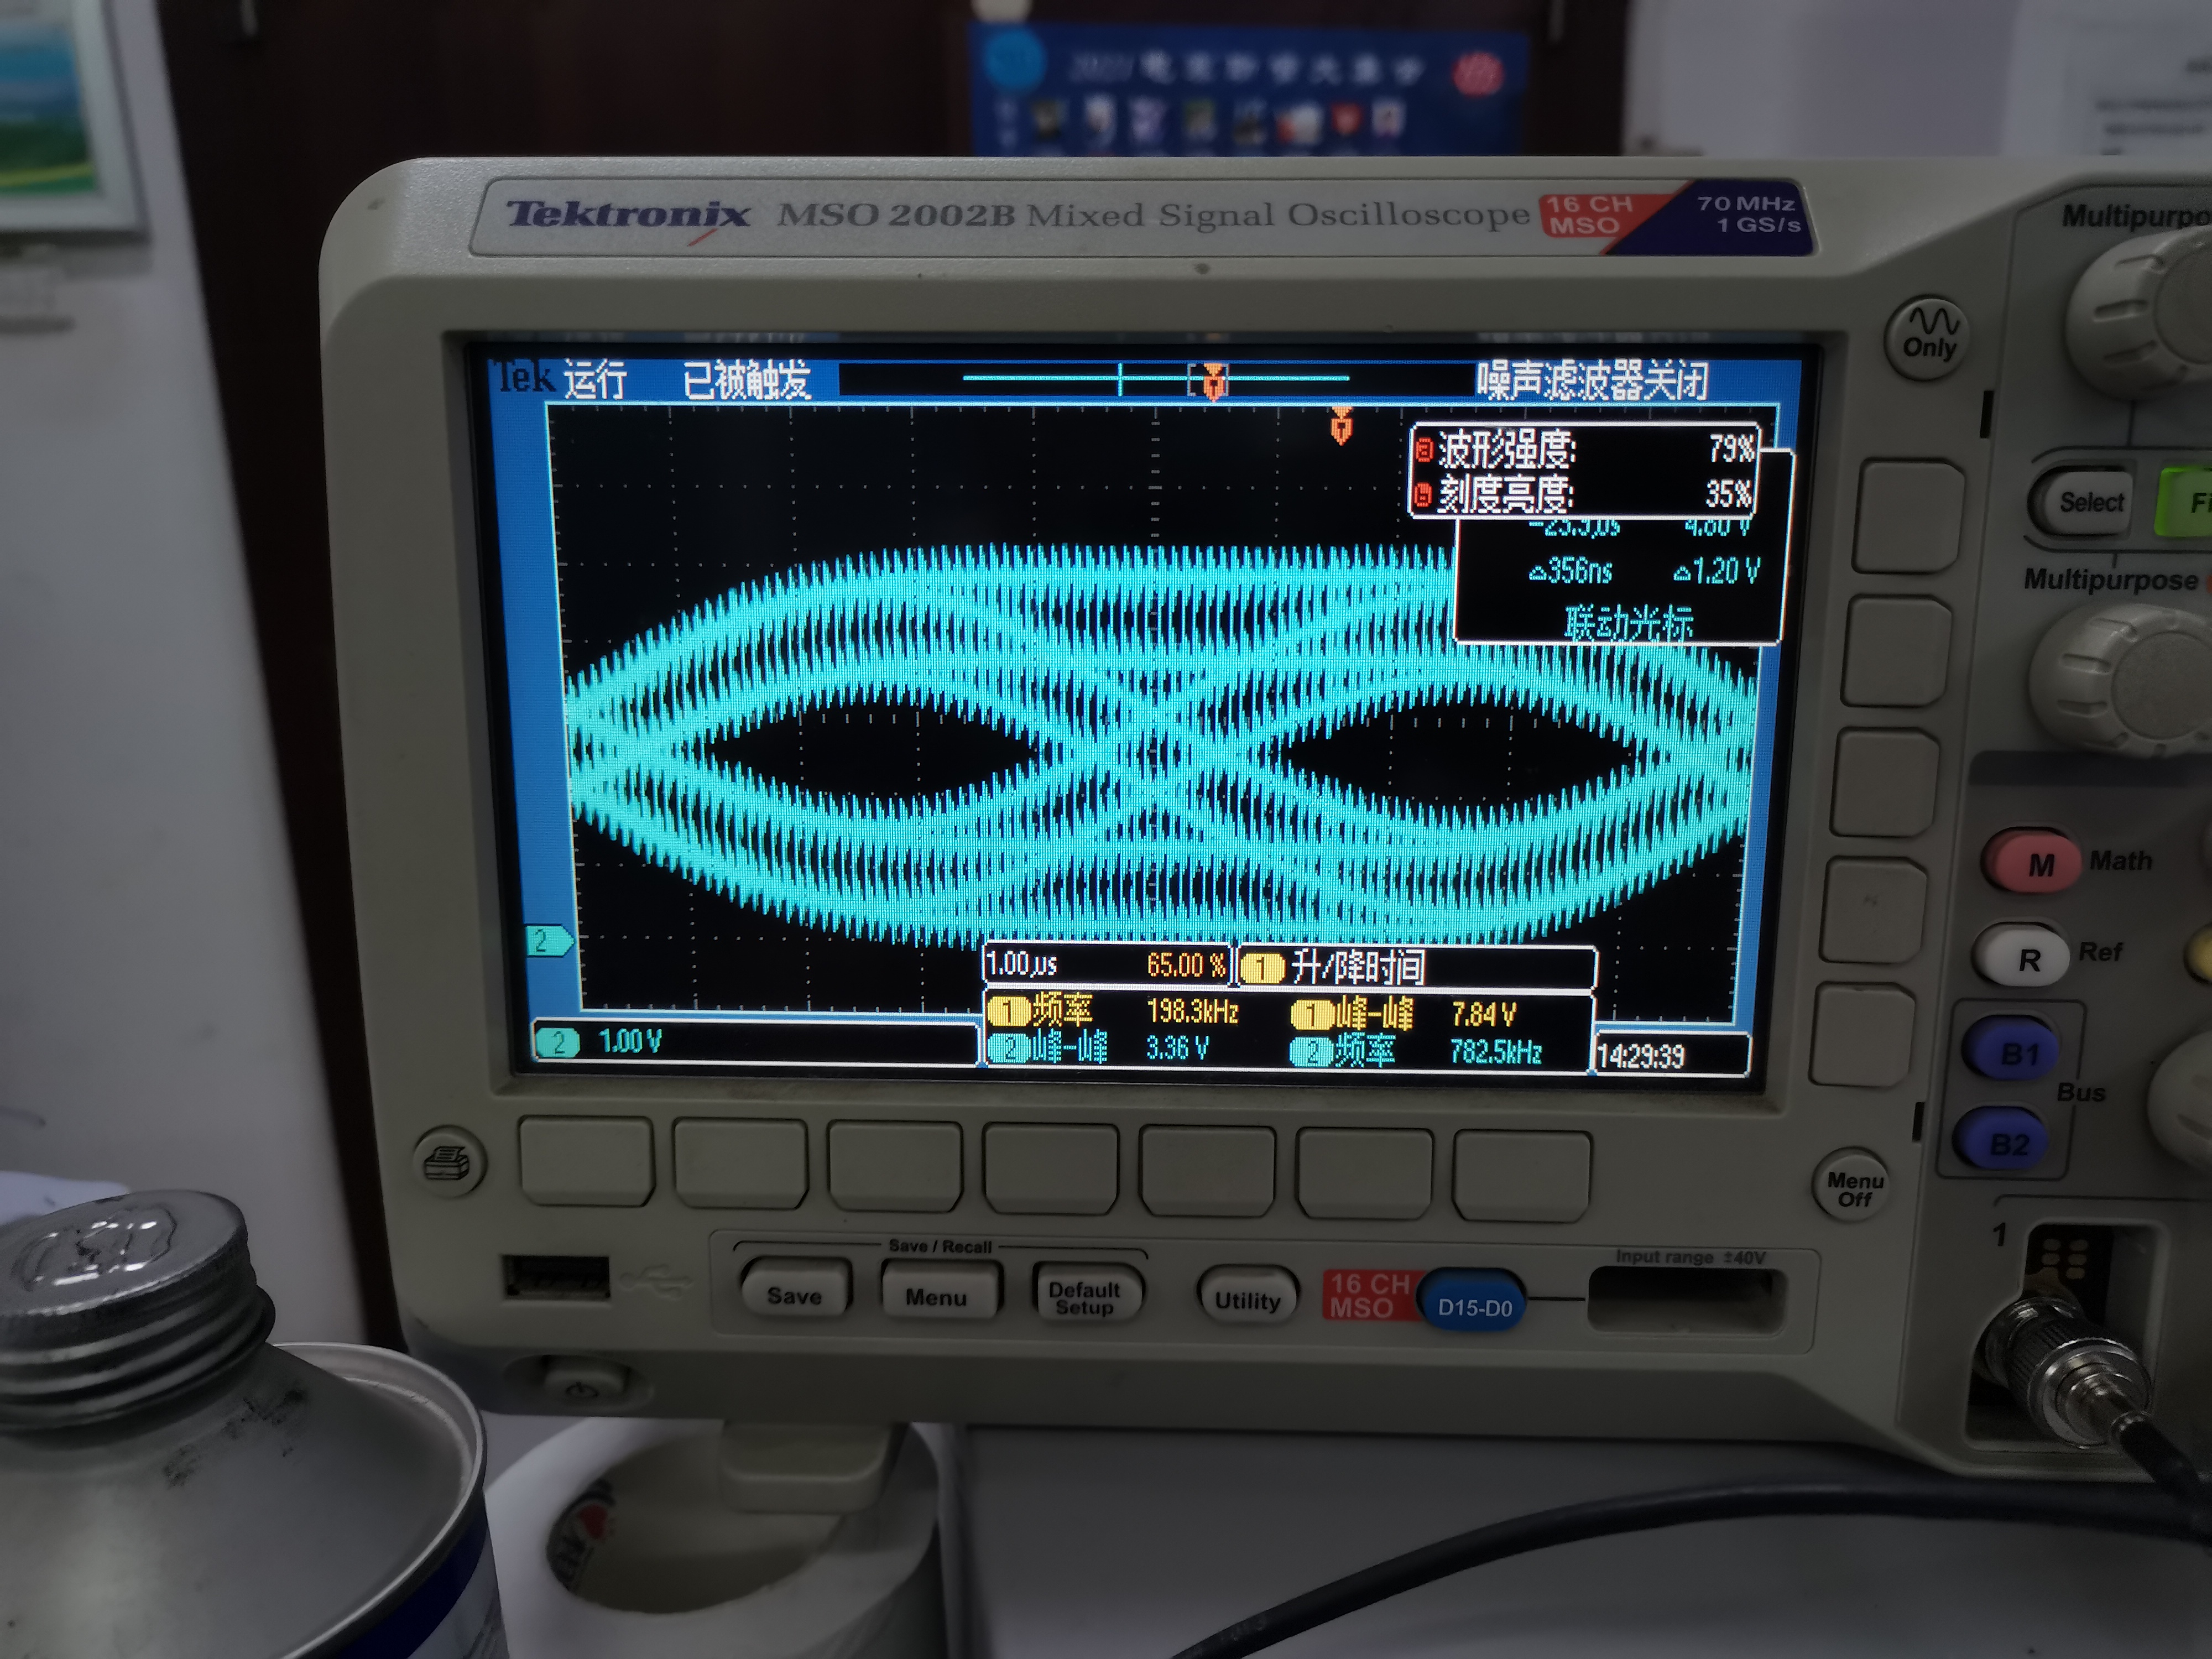 Tektronix MSO 2002B Mixed Signal Oscilloscope
16 CH
MSO
70 MHz
1 GS/s
Only
Tek 运行 已被触发 噪声滤波器关闭
T
T
a 波形强度: 79%
b 刻度亮度: 35%
-23.3µs 4.80 V
△356ns △1.20 V
联动光标
2
1.00µs 65.00 %
1 升/降时间
1 频率 198.3kHz 1 峰-峰 7.84 V
2 峰-峰 3.36 V 2 频率 782.5kHz
2 1.00 V
14:29:39
Select
Multipurpose
M Math
R Ref
B1
Bus
B2
Menu
Off
1
Save / Recall
Save
Menu
Default
Setup
Utility
16 CH
MSO
D15-D0
Input range ±40V